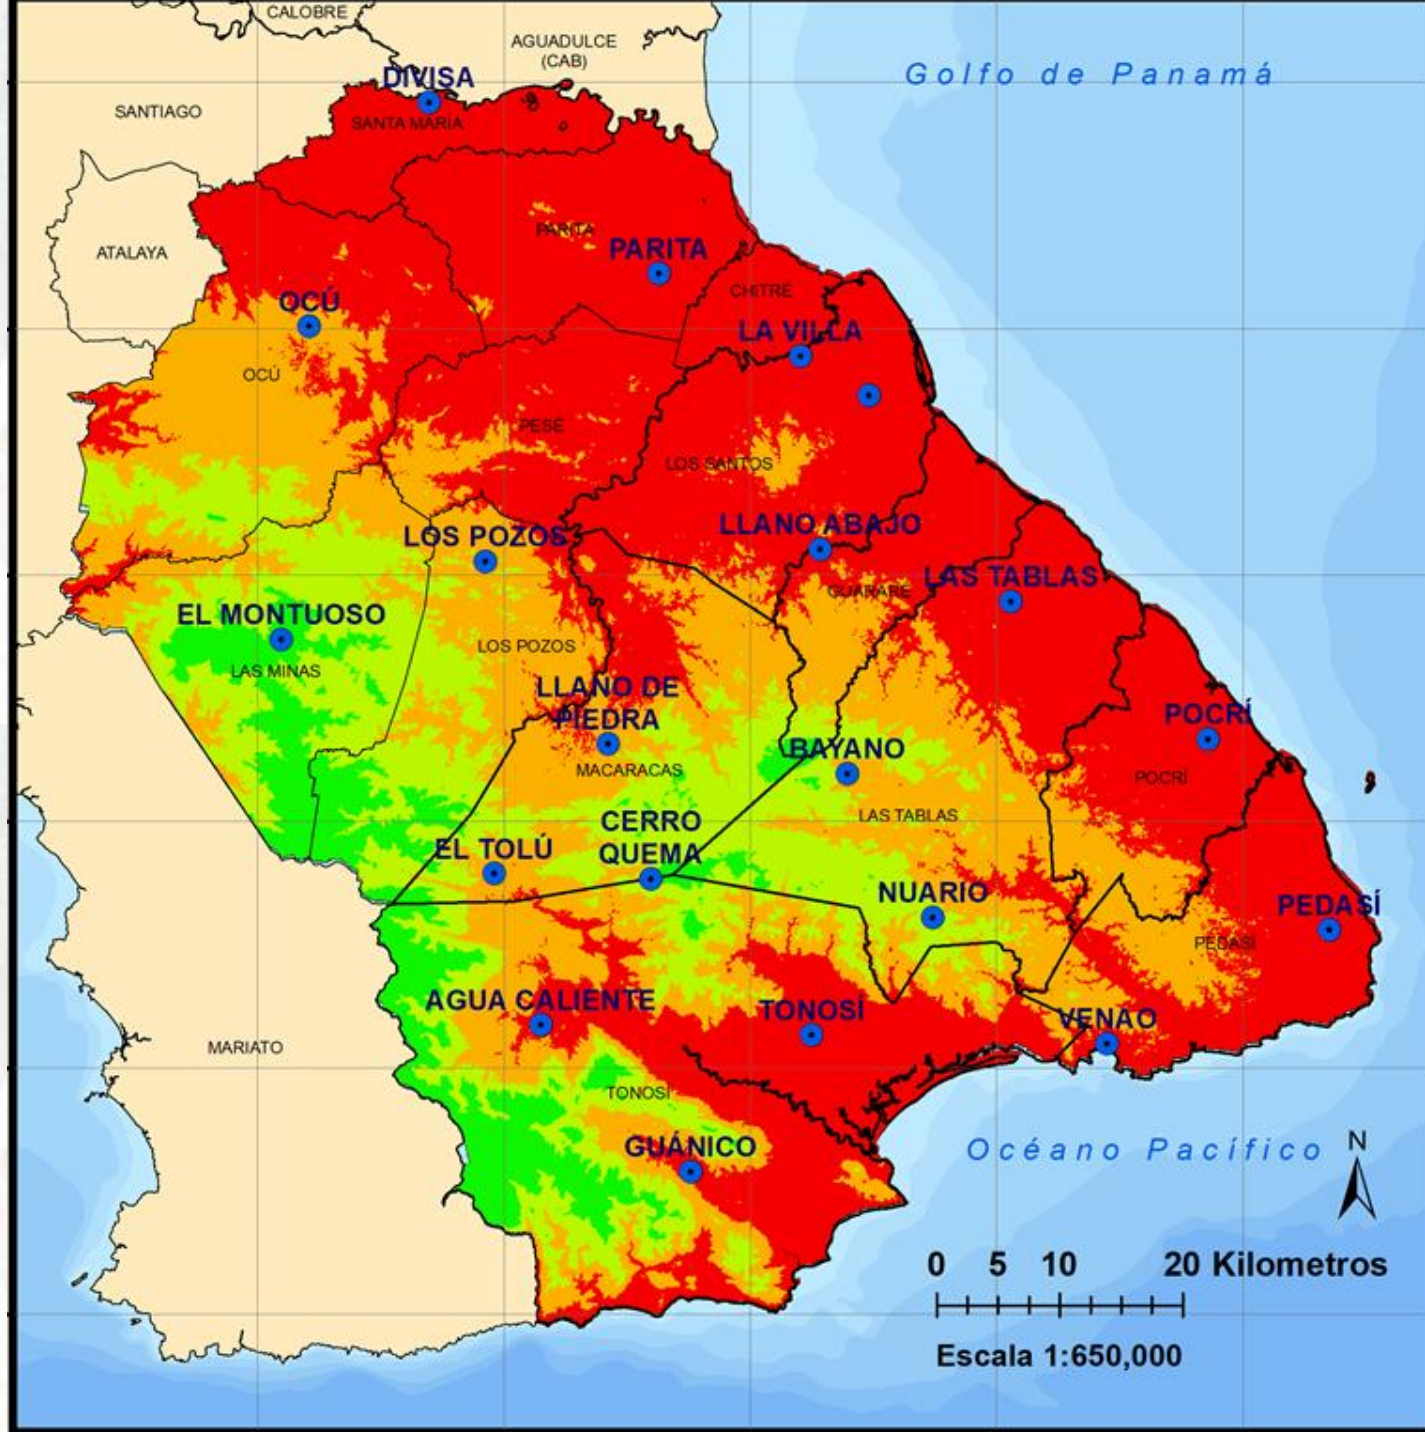 CALOBRE
AGUADULCE
(CAB)
Golfo de Panamá
DIVISA
SANTIAGO
SANTA MARÍA
PARITA
PARITA
ATALAYA
CHITRE
OCÚ
LA VILLA
OCÚ
PESÉ
LOS SANTOS
LLANO ABAJO
LOS POZOS
LAS TABLAS
GUARARE
EL MONTUOSO
LOS POZOS
LAS MINAS
LLANO DE
PIEDRA
POCRÍ
BAYANO
MACARACAS
POCRÍ
LAS TABLAS
CERRO
QUEMA
EL TOLÚ
NUARIO
PEDASÍ
PEDASÍ
AGUA CALIENTE
TONOSÍ
VENAO
MARIATO
TONOSÍ
GUÁNICO
Océano Pacífico
N
0 5 10 20 Kilometros
Escala 1:650,000